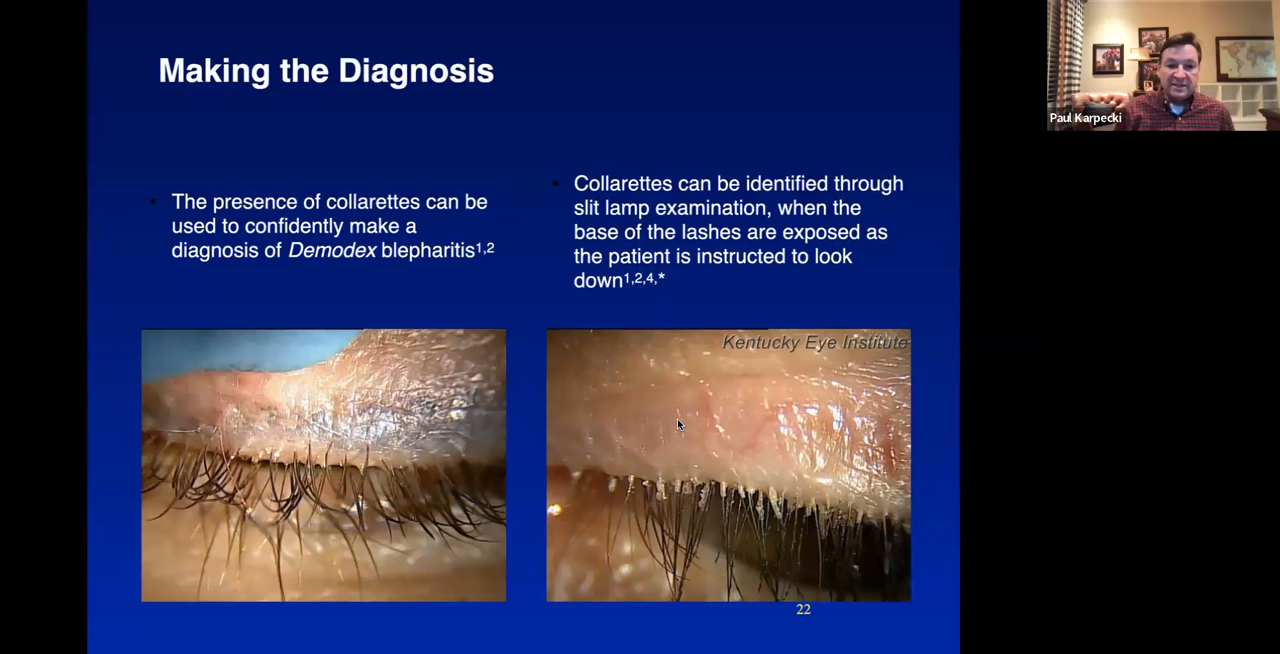 Making the Diagnosis
The presence of collarettes can be
used to confidently make a
diagnosis of Demodex blepharitis1,2
Collarettes can be identified through
slit lamp examination, when the
base of the lashes are exposed as
the patient is instructed to look
down1,2,4,*
Kentucky Eye Institute
22
Paul Karpecki